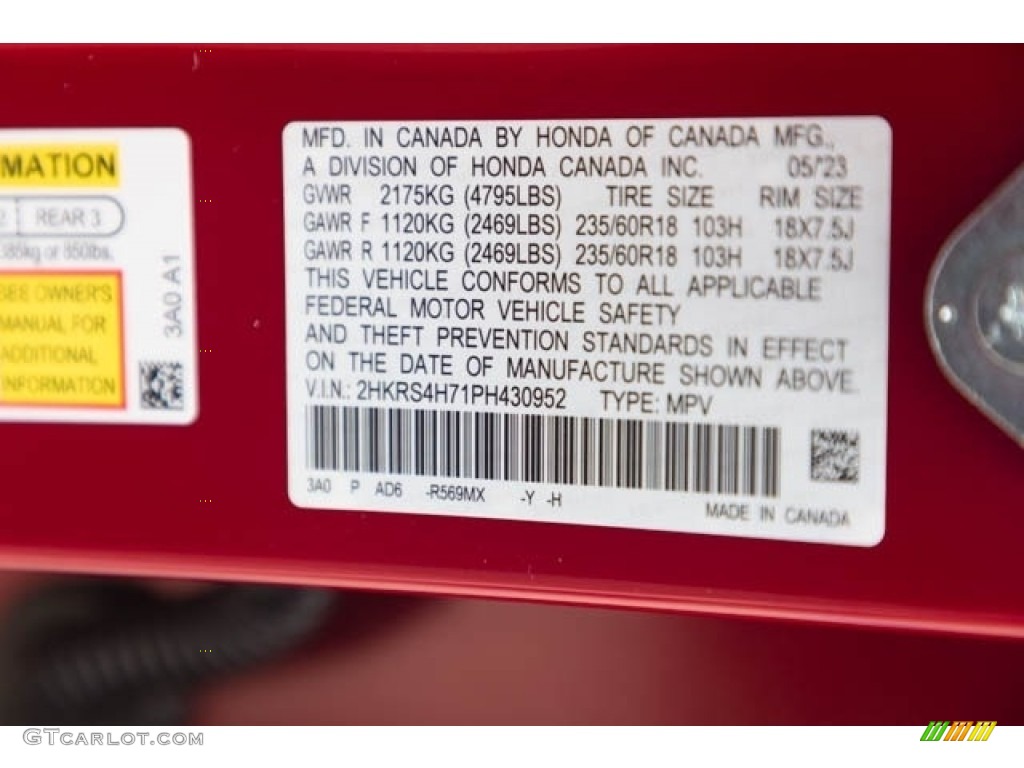 MATION
2 REAR 3
385kg or 850lbs.
SEE OWNER'S
MANUAL FOR
ADDITIONAL
INFORMATION
3A0 A1
MFD. IN CANADA BY HONDA OF CANADA MFG.,
A DIVISION OF HONDA CANADA INC. 05/'23
GVWR 2175KG (4795LBS) TIRE SIZE RIM SIZE
GAWR F 1120KG (2469LBS) 235/60R18 103H 18X7.5J
GAWR R 1120KG (2469LBS) 235/60R18 103H 18X7.5J
THIS VEHICLE CONFORMS TO ALL APPLICABLE
FEDERAL MOTOR VEHICLE SAFETY
AND THEFT PREVENTION STANDARDS IN EFFECT
ON THE DATE OF MANUFACTURE SHOWN ABOVE.
V.I.N.: 2HKRS4H71PH430952 TYPE: MPV
3A0 P AD6 -R569MX -Y -H
MADE IN CANADA
GTCARLOT.COM